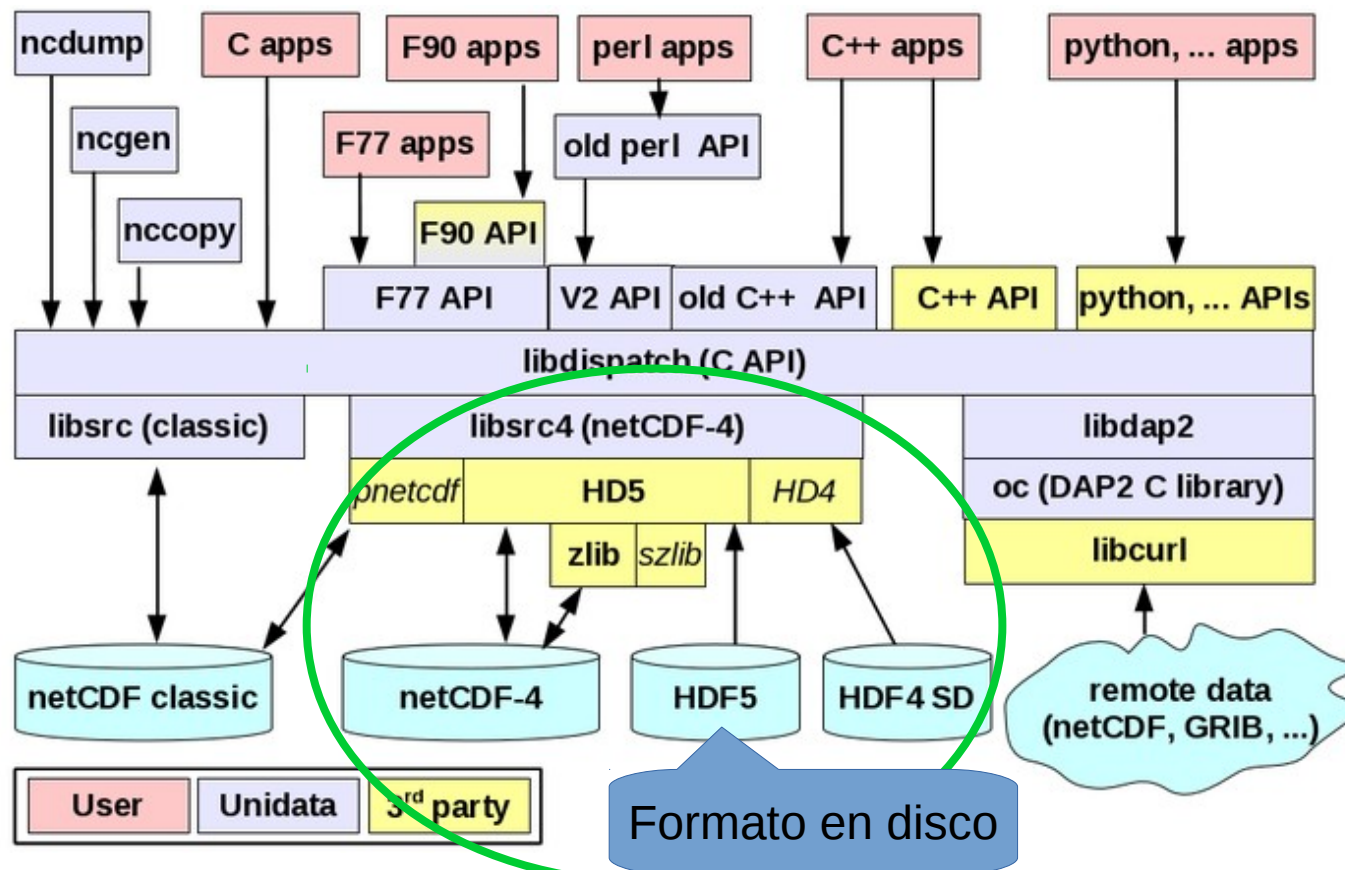 ncdump
C apps
F90 apps
perl apps
C++ apps
python, ... apps
ncgen
F77 apps
old perl API
nccopy
F90 API
F77 API
V2 API
old C++ API
C++ API
python, ... APIs
libdispatch (C API)
libsrc (classic)
libsrc4 (netCDF-4)
libdap2
pnetcdf
HD5
HD4
oc (DAP2 C library)
zlib
szlib
libcurl
netCDF classic
netCDF-4
HDF5
HDF4 SD
remote data
(netCDF, GRIB, ...)
User
Unidata
3rd party
Formato en disco